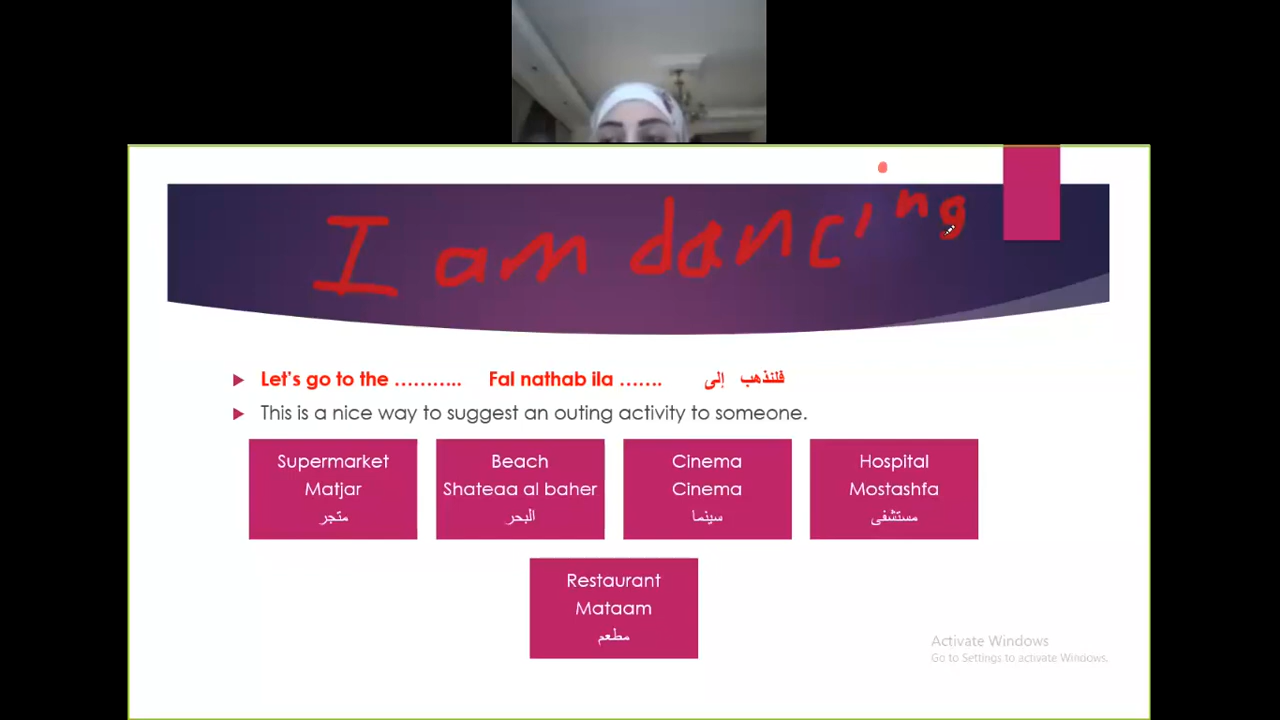 I am dancing
Let's go to the ……….. Fal nathab ila ……. فلنذهب إلى
This is a nice way to suggest an outing activity to someone.
Supermarket
Matjar
متجر
Beach
Shateaa al baher
البحر
Cinema
Cinema
سينما
Hospital
Mostashfa
مستشفى
Restaurant
Mataam
مطعم
Activate Windows
Go to Settings to activate Windows.